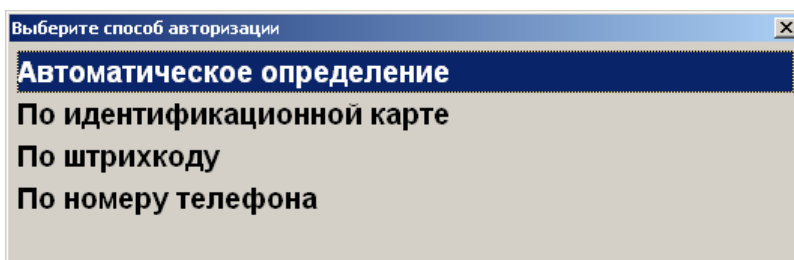 Выберите способ авторизации
Автоматическое определение
По идентификационной карте
По штрихкоду
По номеру телефона